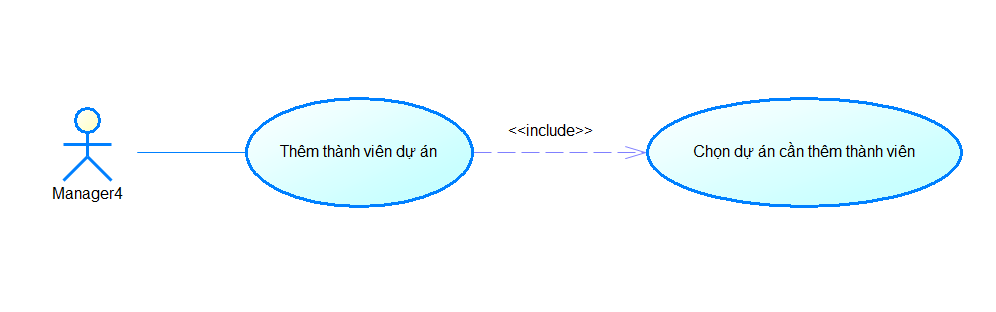 <<include>>
Thêm thành viên dự án
Chọn dự án cần thêm thành viên
Manager4